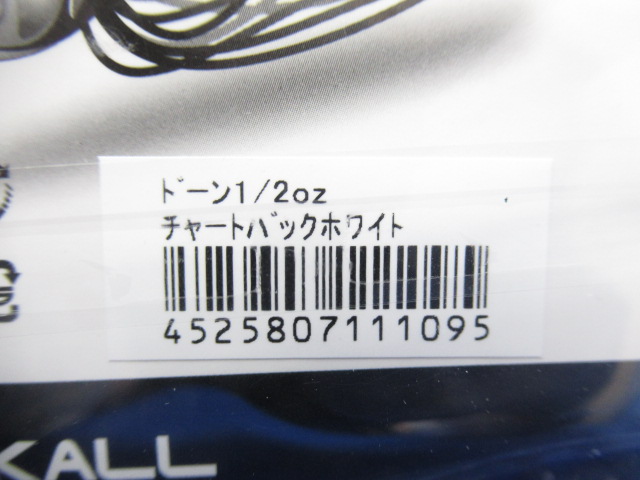 ﾄﾞｰﾝ1/2oz
ﾁｬｰﾄﾊﾞｯｸﾎﾜｲﾄ
4525807111095
KALL